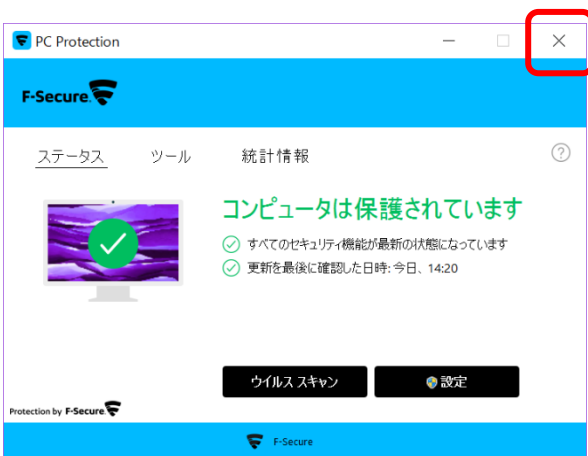 PC Protection
F-Secure.
ステータス ツール 統計情報
コンピュータは保護されています
すべてのセキュリティ機能が最新の状態になっています
更新を最後に確認した日時: 今日、14:20
ウイルス スキャン 設定
Protection by F-Secure.
F-Secure